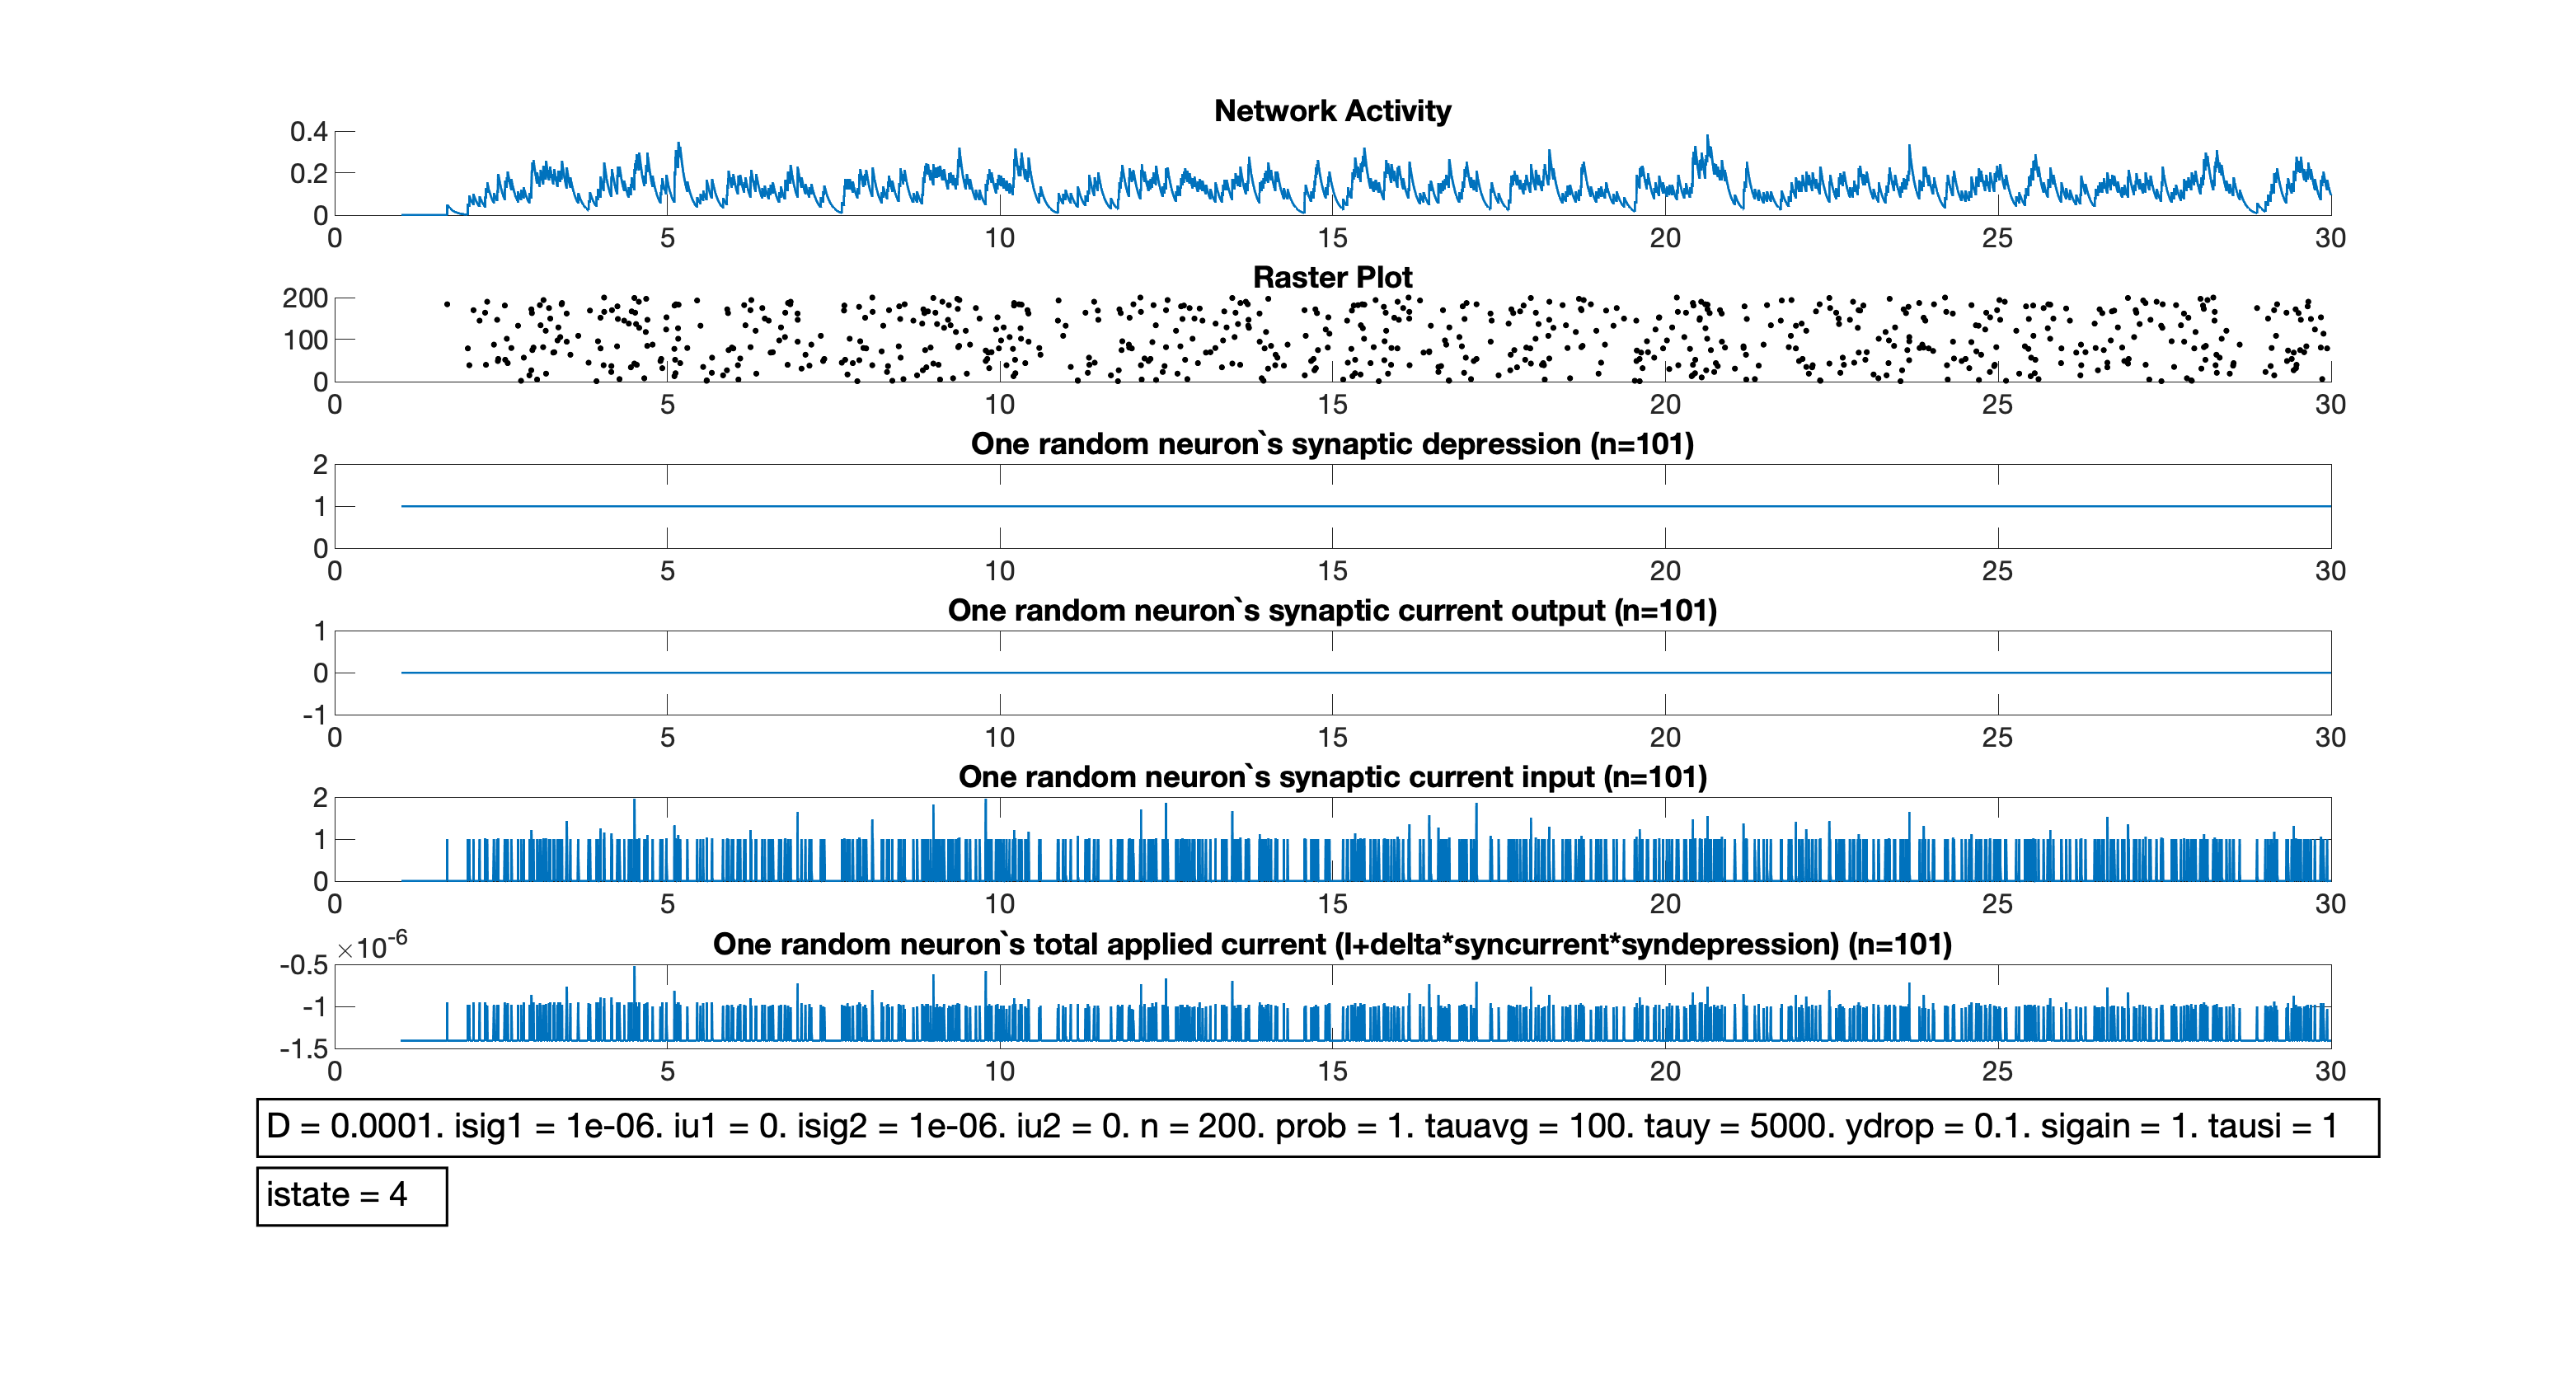 Network Activity
0.4
0.2
0
0 5 10 15 20 25 30
Raster Plot
200
100
0
0 5 10 15 20 25 30
One random neuron`s synaptic depression (n=101)
2
1
0
0 5 10 15 20 25 30
One random neuron`s synaptic current output (n=101)
1
0
-1
0 5 10 15 20 25 30
One random neuron`s synaptic current input (n=101)
2
1
0
0 5 10 15 20 25 30
×10-6
One random neuron`s total applied current (I+delta*syncurrent*syndepression) (n=101)
-0.5
-1
-1.5
0 5 10 15 20 25 30
D = 0.0001. isig1 = 1e-06. iu1 = 0. isig2 = 1e-06. iu2 = 0. n = 200. prob = 1. tauavg = 100. tauy = 5000. ydrop = 0.1. sigain = 1. tausi = 1
istate = 4